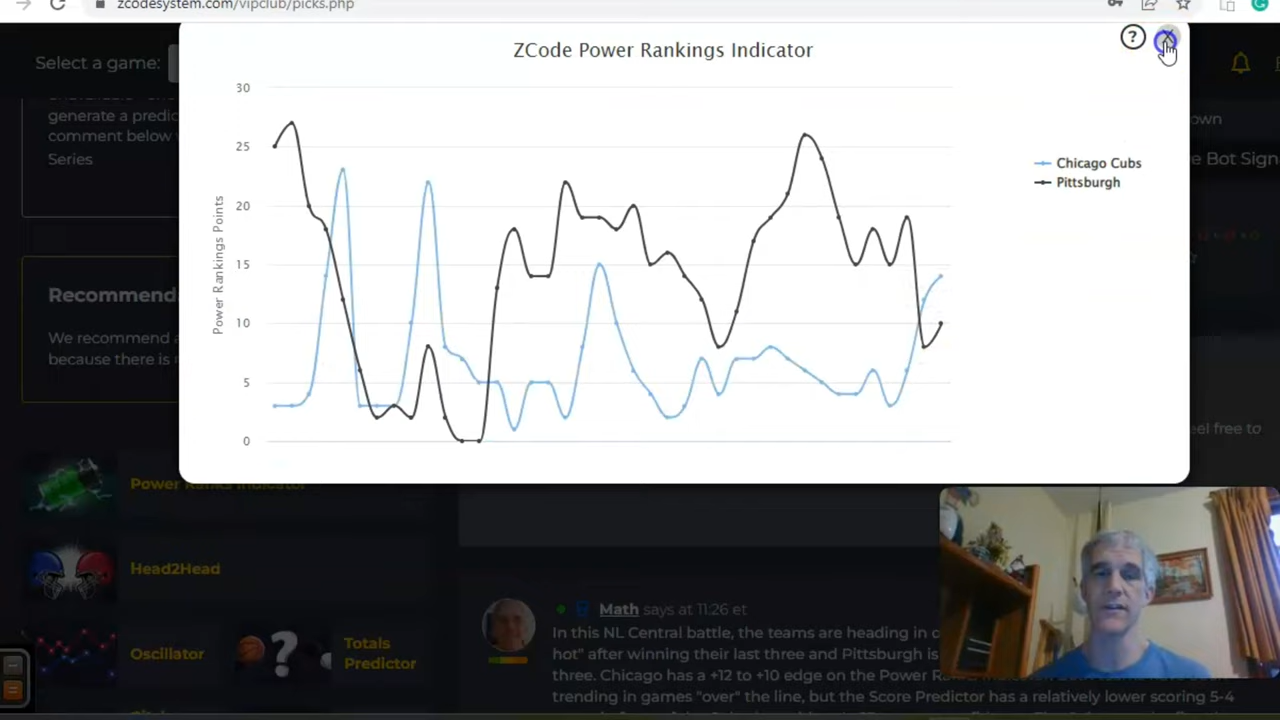 zcodesystem.com/vipclub/picks.php
Select a game:
ZCode Power Rankings Indicator
?
X
30
25
20
15
10
5
0
Power Rankings Points
Chicago Cubs
Pittsburgh
generate a predic
comment below
Series
own
e Bot Sign
Recommend
We recommend a
because there is
eel free to
Power Ranks Indicator
Head2Head
Oscillator
Totals
Predictor
Math says at 11:26 et
In this NL Central battle, the teams are heading in
hot" after winning their last three and Pittsburgh is
three. Chicago has a +12 to +10 edge on the Power
trending in games "over" the line, but the Score Predictor has a relatively lower scoring 5-4